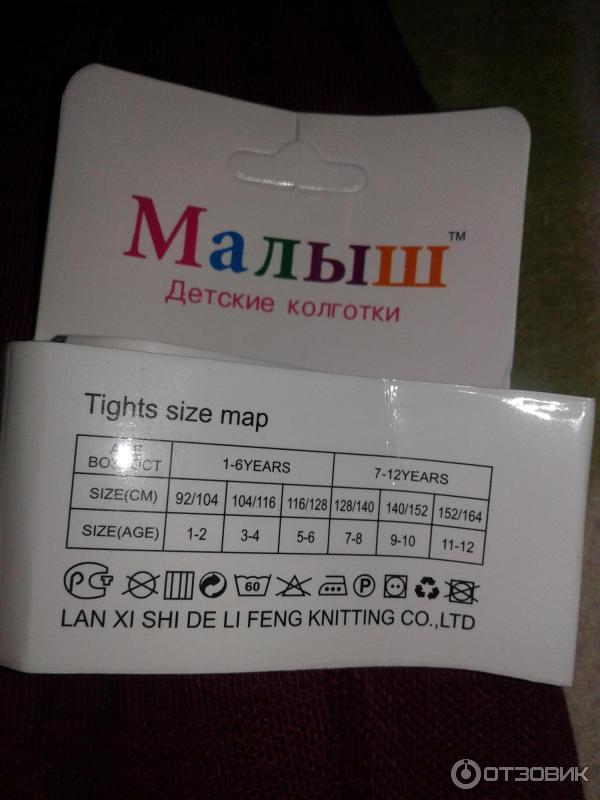 Малыш™
Детские колготки
Tights size map
1-6YEARS 7-12YEARS
SIZE(CM) 92/104 104/116 116/128 128/140 140/152 152/164
SIZE(AGE) 1-2 3-4 5-6 7-8 9-10 11-12
60 P
LAN XI SHI DE LI FENG KNITTING CO.,LTD
ОТЗОВИК